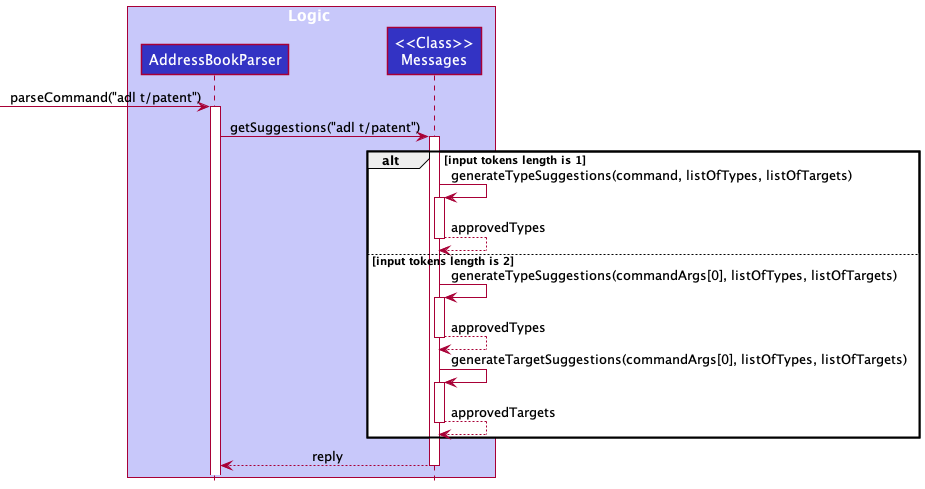 Logic
<<Class>>
AddressBookParser
Messages
parseCommand("adl t/patent")
getSuggestions("adl t/patent")
alt
[input tokens length is 1]
generateTypeSuggestions(command, listOfTypes, listOfTargets)
approvedTypes
[input tokens length is 2]
generateTypeSuggestions(commandArgs[0], listOfTypes, listOfTargets)
approvedTypes
generateTargetSuggestions(commandArgs[0], listOfTypes, listOfTargets)
approvedTargets
reply